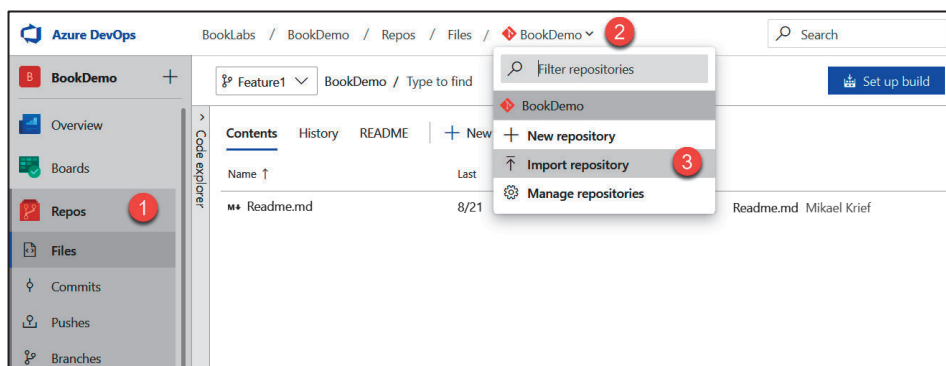 Azure DevOps
BookLabs / BookDemo / Repos / Files / BookDemo
2
Search
B BookDemo +
Feature1
BookDemo / Type to find
Filter repositories
Set up build
BookDemo
Overview
Code explorer
Contents History README + New
New repository
Boards
Import repository
3
Name ↑ Last
Manage repositories
Repos
1
M↓ Readme.md 8/21 Readme.md Mikael Krief
Files
Commits
Pushes
Branches